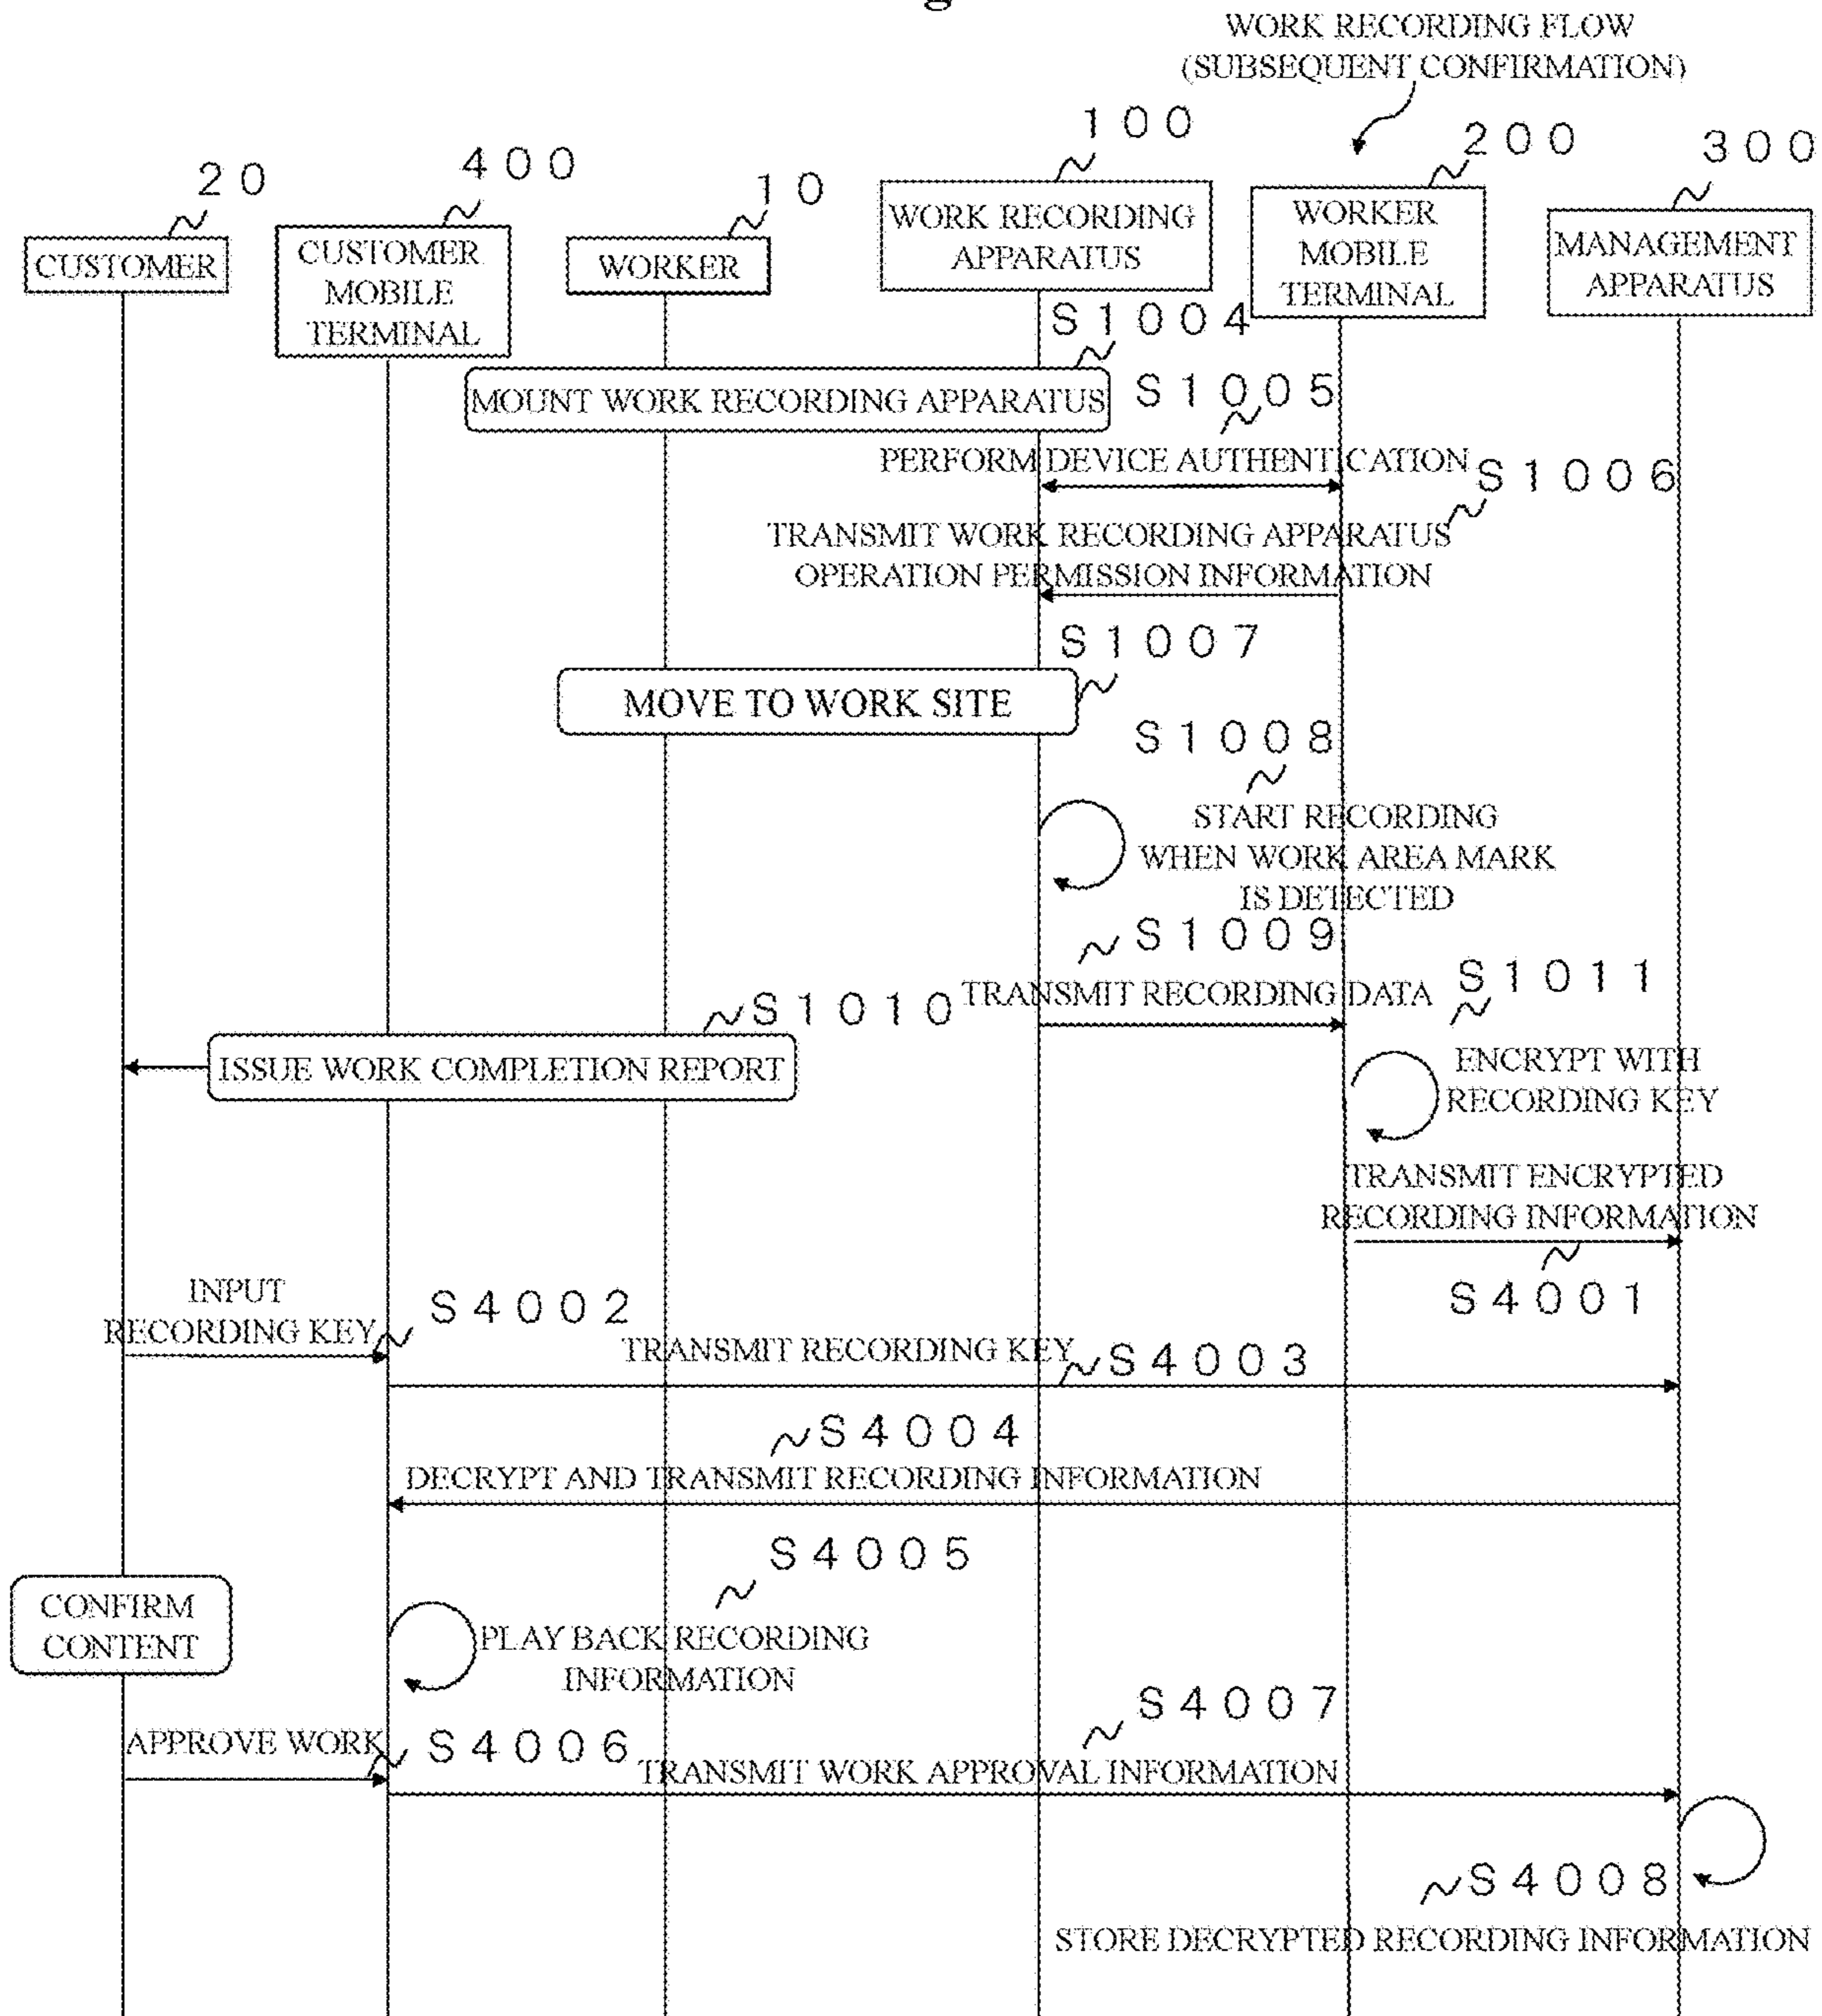 g
WORK RECORDING FLOW
(SUBSEQUENT CONFIRMATION)
20
400
10
100
200
300
CUSTOMER
CUSTOMER
MOBILE
TERMINAL
WORKER
WORK RECORDING
APPARATUS
WORKER
MOBILE
TERMINAL
MANAGEMENT
APPARATUS
S1004
MOUNT WORK RECORDING APPARATUS
S1005
PERFORM DEVICE AUTHENTICATION
S1006
TRANSMIT WORK RECORDING APPARATUS
OPERATION PERMISSION INFORMATION
S1007
MOVE TO WORK SITE
S1008
START RECORDING
WHEN WORK AREA MARK
IS DETECTED
S1009
TRANSMIT RECORDING DATA
S1010
ISSUE WORK COMPLETION REPORT
S1011
ENCRYPT WITH
RECORDING KEY
TRANSMIT ENCRYPTED
RECORDING INFORMATION
S4001
INPUT
RECORDING KEY
S4002
TRANSMIT RECORDING KEY
S4003
S4004
DECRYPT AND TRANSMIT RECORDING INFORMATION
S4005
CONFIRM
CONTENT
PLAY BACK RECORDING
INFORMATION
APPROVE WORK
S4006
S4007
TRANSMIT WORK APPROVAL INFORMATION
S4008
STORE DECRYPTED RECORDING INFORMATION